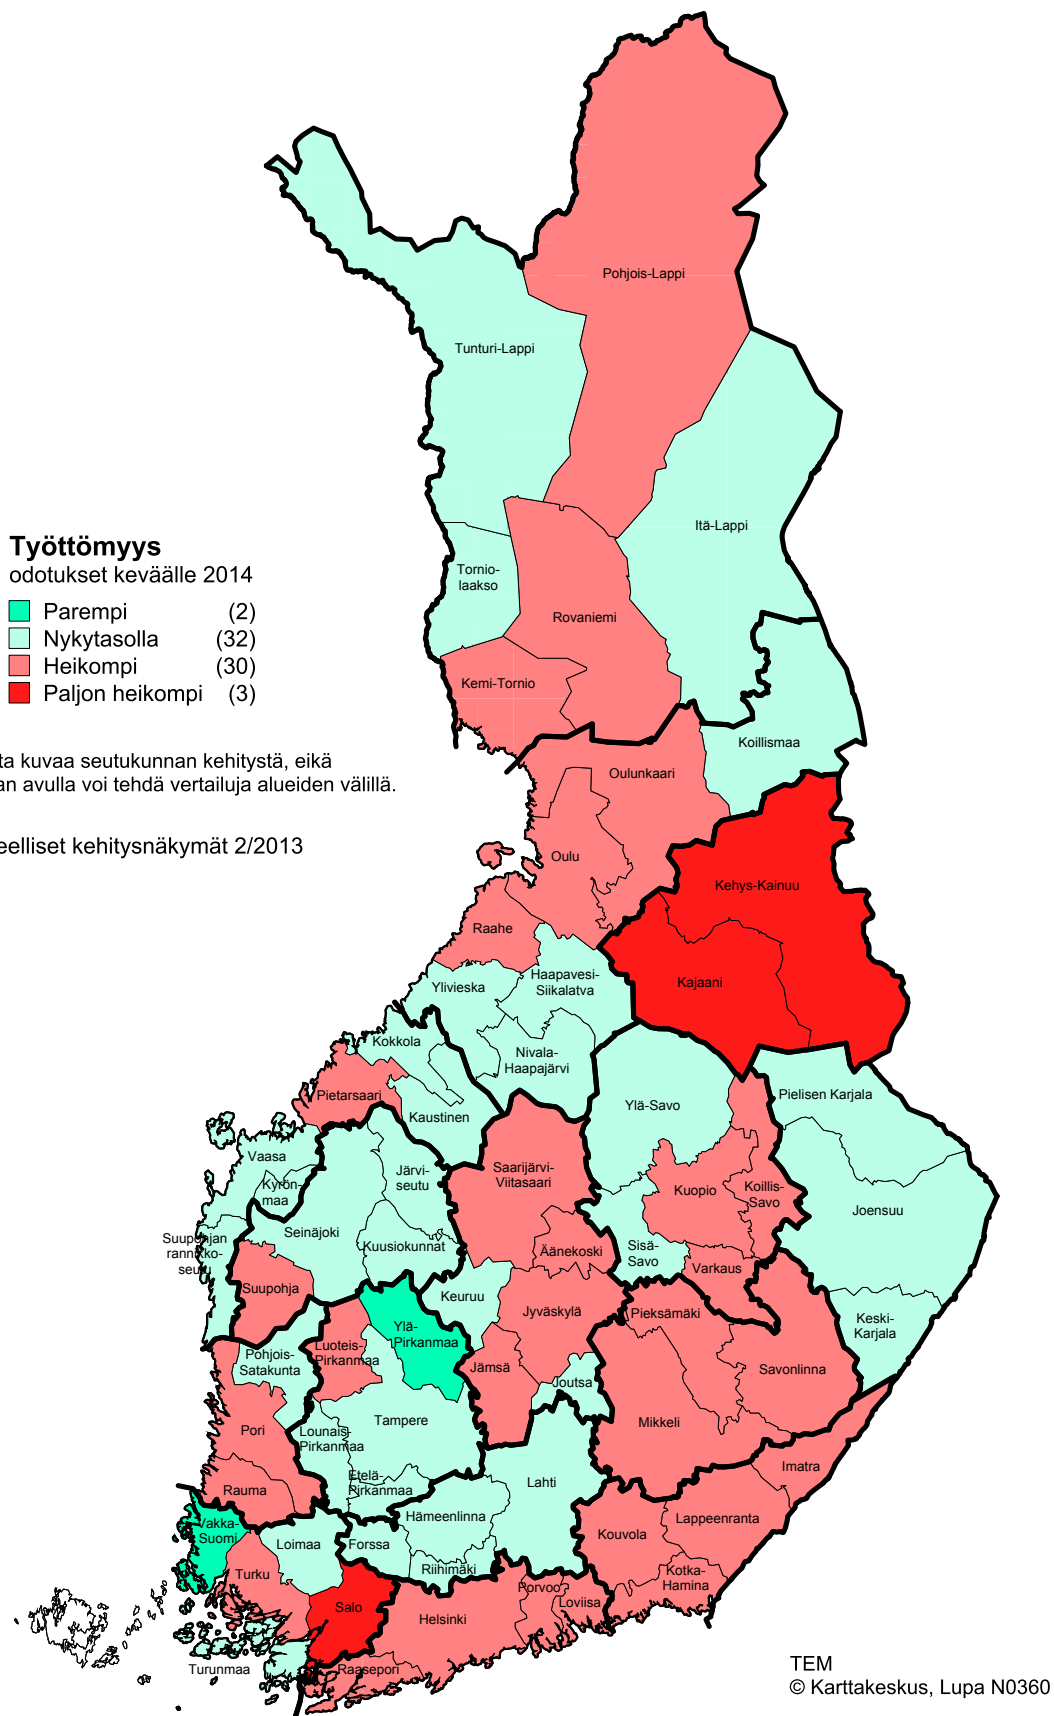 Pohjois-Lappi
Tunturi-Lappi
Itä-Lappi
Työttömyys
odotukset keväälle 2014
Parempi (2)
Nykytasolla (32)
Heikompi (30)
Paljon heikompi (3)
Tornio-
laakso
Rovaniemi
Kemi-Tornio
Koillismaa
ta kuvaa seutukunnan kehitystä, eikä
an avulla voi tehdä vertailuja alueiden välillä.
Oulunkaari
eelliset kehitysnäkymät 2/2013
Oulu
Kehys-Kainuu
Raahe
Kajaani
Haapavesi-
Siikalatva
Ylivieska
Kokkola
Nivala-
Haapajärvi
Pietarsaari
Kaustinen
Ylä-Savo
Pielisen Karjala
Vaasa
Kyrön-
maa
Järvi-
seutu
Saarijärvi-
Viitasaari
Kuopio
Koillis-
Savo
Joensuu
Suupohjan
rannikko-
seutu
Seinäjoki
Kuusiokunnat
Äänekoski
Sisä-
Savo
Varkaus
Suupohja
Keuruu
Jyväskylä
Pieksämäki
Keski-
Karjala
Ylä-
Pirkanmaa
Luoteis-
Pirkanmaa
Pohjois-
Satakunta
Jämsä
Joutsa
Savonlinna
Pori
Lounais-
Pirkanmaa
Tampere
Mikkeli
Imatra
Rauma
Etelä-
Pirkanmaa
Lahti
Vakka-
Suomi
Loimaa
Forssa
Hämeenlinna
Riihimäki
Kouvola
Lappeenranta
Turku
Kotka-
Hamina
Salo
Helsinki
Porvoo
Loviisa
Turunmaa
Raasepori
TEM
© Karttakeskus, Lupa N0360